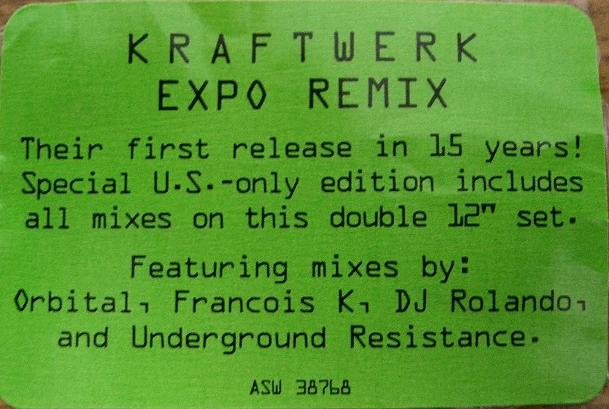 KRAFTWERK
EXPO REMIX
Their first release in 15 years!
Special U.S.-only edition includes
all mixes on this double 12" set.
Featuring mixes by:
Orbital, Francois K, DJ Rolando,
and Underground Resistance.
ASW 38768